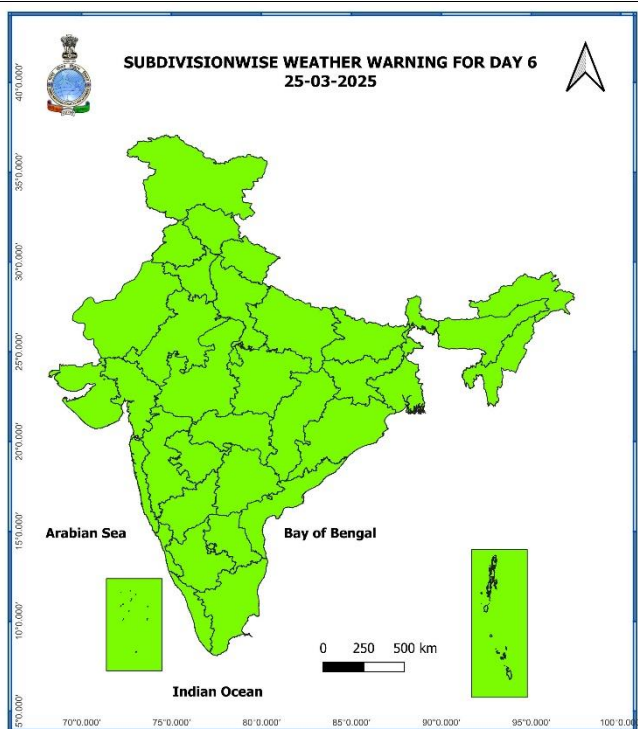 SUBDIVISIONWISE WEATHER WARNING FOR DAY 6
25-03-2025
40°0.000'
35°0.000'
30°0.000'
25°0.000'
20°0.000'
15°0.000'
10°0.000'
5°0.000'
Arabian Sea
Bay of Bengal
0 250 500 km
Indian Ocean
70°0.000' 75°0.000' 80°0.000' 85°0.000' 90°0.000' 95°0.000' 100°0.0